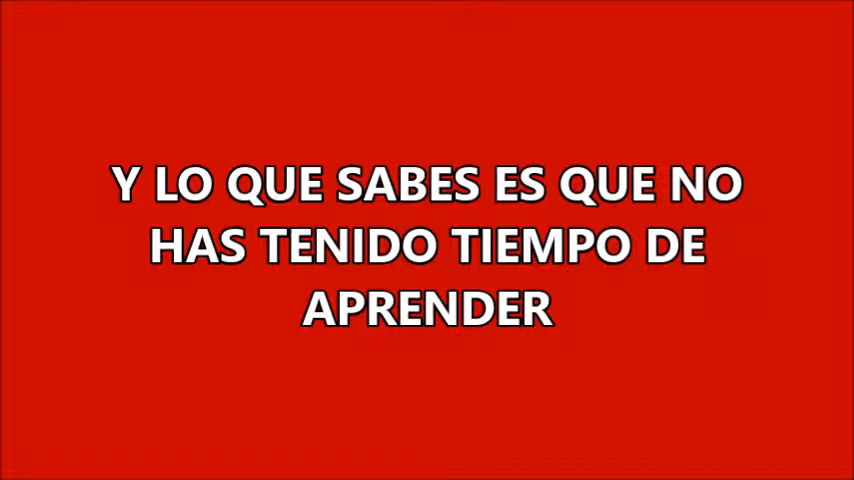 Y LO QUE SABES ES QUE NO
HAS TENIDO TIEMPO DE
APRENDER